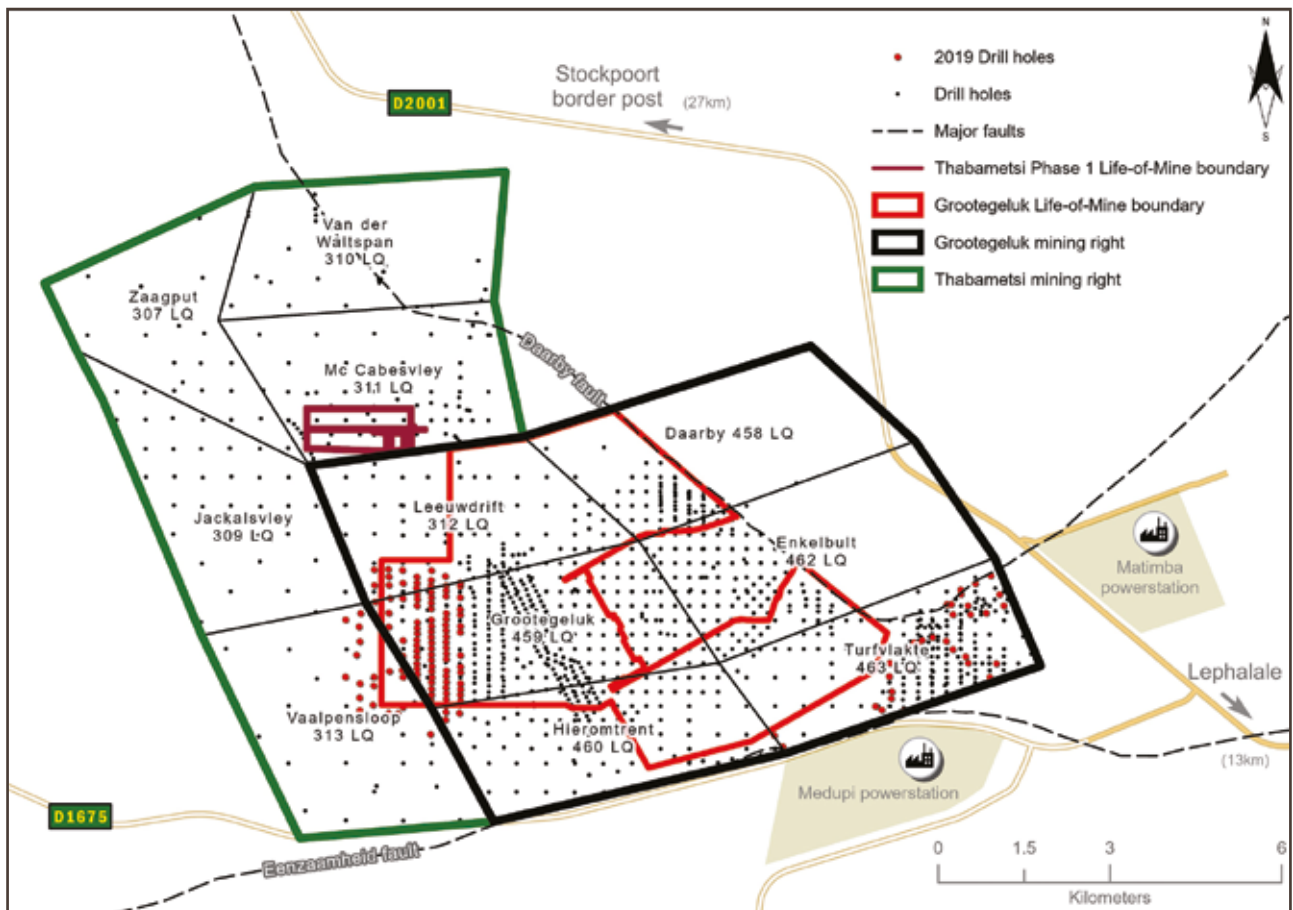 N
S
2019 Drill holes
Drill holes
Major faults
Thabametsi Phase 1 Life-of-Mine boundary
Grootegeluk Life-of-Mine boundary
Grootegeluk mining right
Thabametsi mining right
D2001
Stockpoort
border post
(27km)
Van der
Wåltspan
310 LQ
Zaagput
307 LQ
Mc Cabesvley
311 LQ
Daarby fault
Daarby 458 LQ
Leeuwdrift
312 LQ
Jackalsvley
309 LQ
Enkelbult
462 LQ
Matimba
powerstation
Grootegeluk
459 LQ
Turfvlakte
463 LQ
Lephalale
(13km)
Vaalpensloop
313 LQ
Hieromtrent
460 LQ
Medupi powerstation
D1675
Eenzaamheid fault
0 1.5 3 6
Kilometers